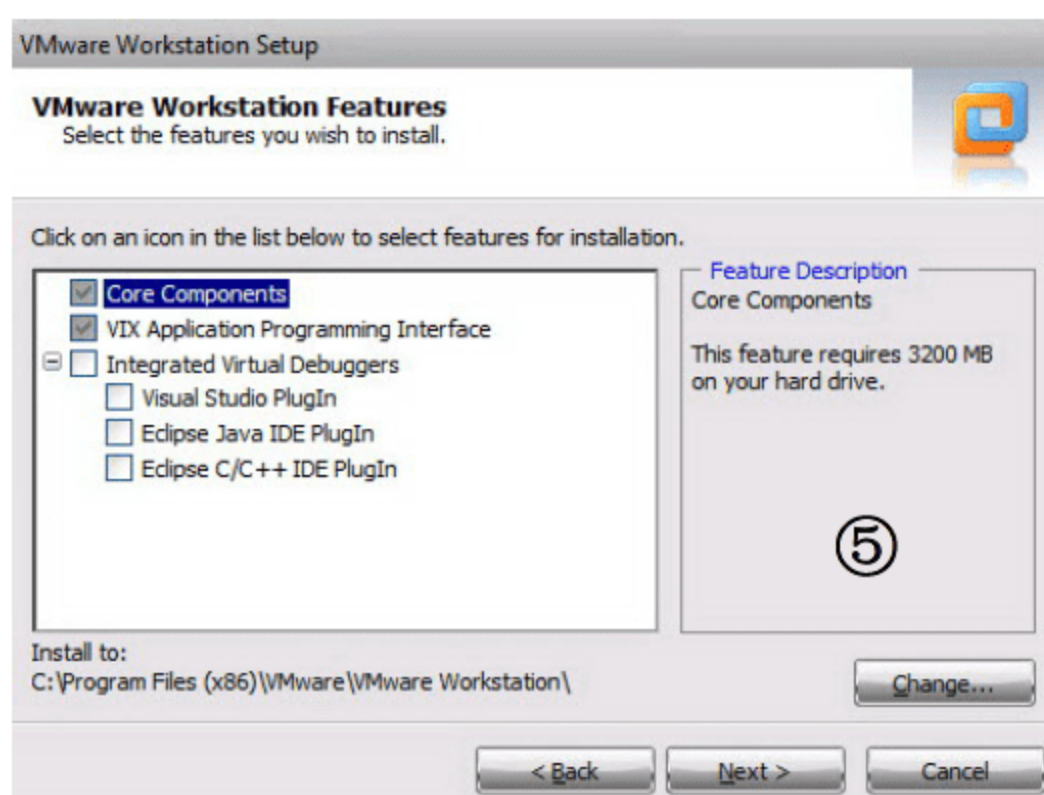 VMware Workstation Setup
VMware Workstation Features
Select the features you wish to install.
Click on an icon in the list below to select features for installation.
Core Components
VIX Application Programming Interface
Integrated Virtual Debuggers
Visual Studio PlugIn
Eclipse Java IDE PlugIn
Eclipse C/C++ IDE PlugIn
Feature Description
Core Components
This feature requires 3200 MB
on your hard drive.
⑤
Install to:
C:\Program Files (x86)\VMware\VMware Workstation\
Change...
< Back
Next >
Cancel